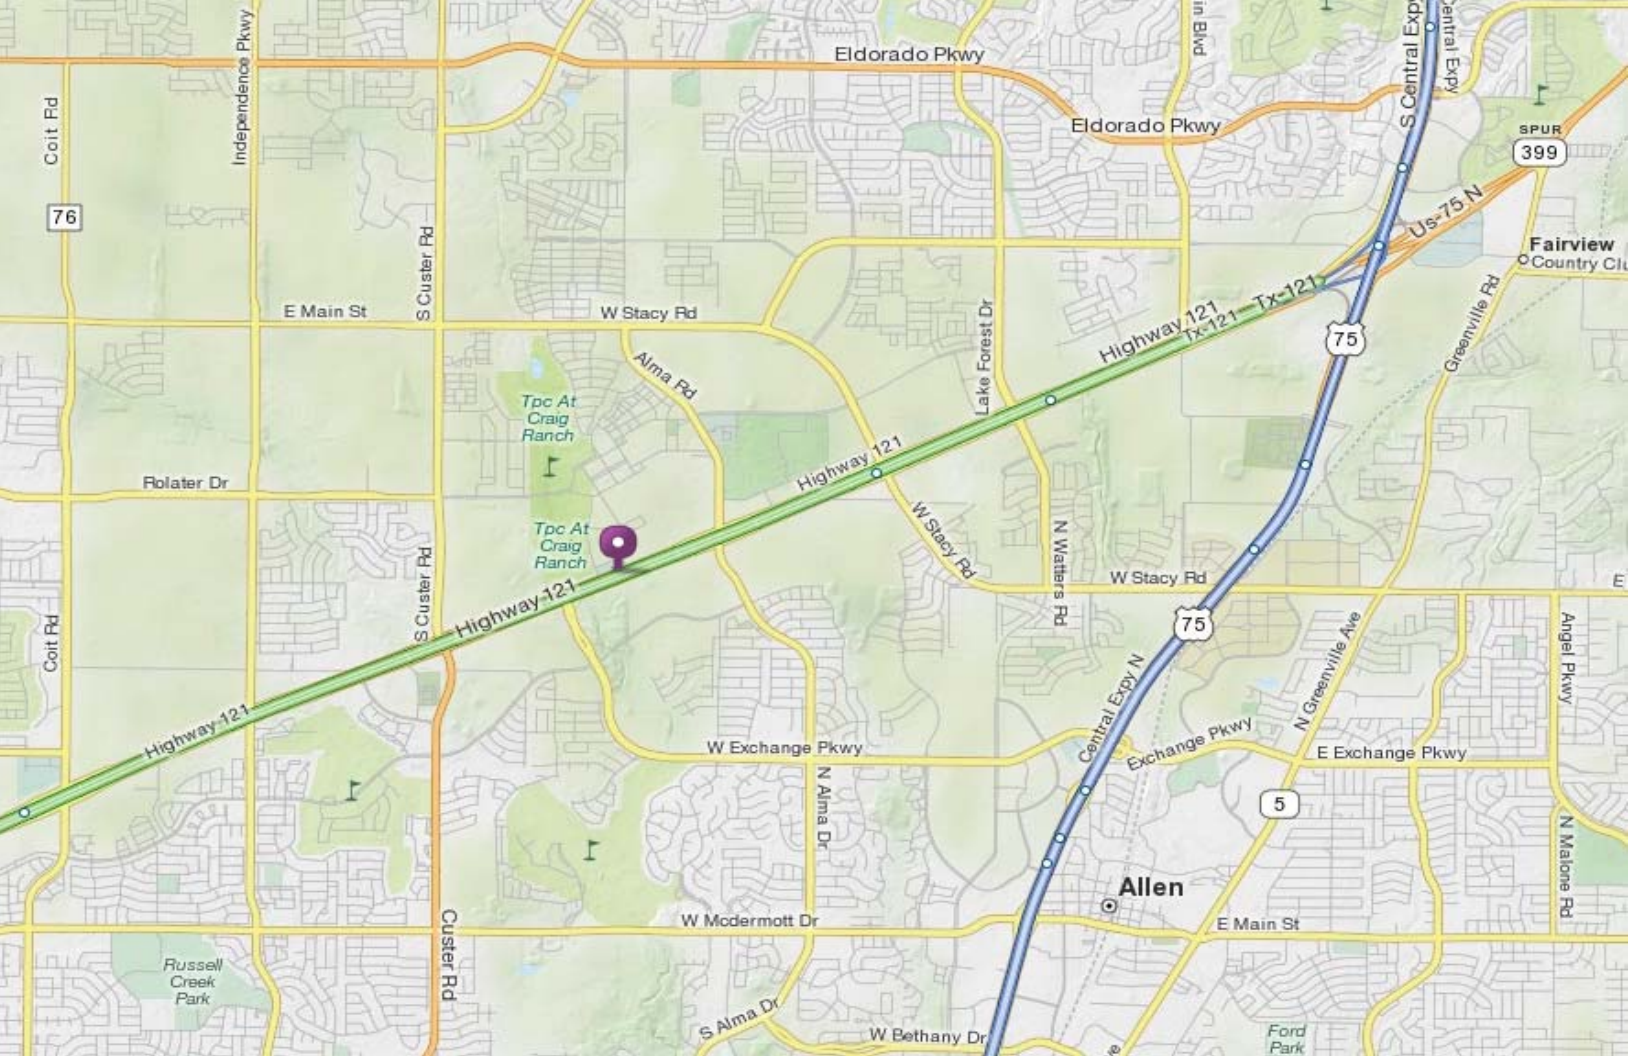 Eldorado Pkwy
S Central Expy
Central Expy
in Blvd
Independence Pkwy
Coit Rd
Eldorado Pkwy
SPUR
399
76
Us-75 N
Fairview
Country Clu
S Custer Rd
E Main St
W Stacy Rd
Tx-121
Highway 121
Tx-121
Lake Forest Dr
75
Greenville Rd
Alma Rd
Tpc At
Craig
Ranch
Highway 121
Rolater Dr
Tpc At
Craig
Ranch
W Stacy Rd
N Watters Rd
W Stacy Rd
E
S Custer Rd
Highway 121
75
Coit Rd
N Greenville Ave
Angel Pkwy
Central Expy N
Highway 121
W Exchange Pkwy
Exchange Pkwy
E Exchange Pkwy
N Alma Dr
5
N Malone Rd
Allen
W Mcdermott Dr
E Main St
Custer Rd
Russell
Creek
Park
S Alma Dr
W Bethany Dr
Ford
Park
ve